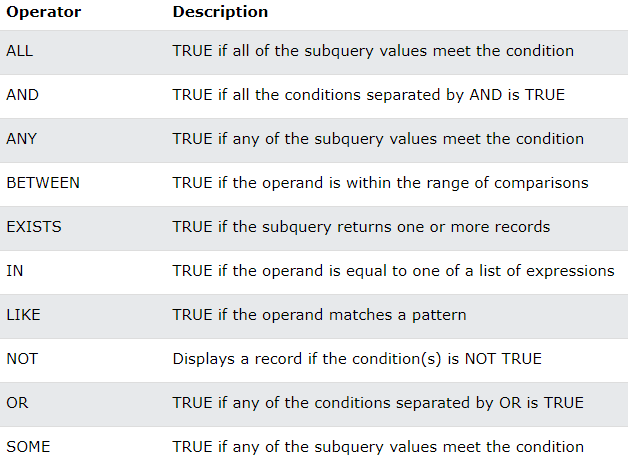 Operator Description
ALL TRUE if all of the subquery values meet the condition
AND TRUE if all the conditions separated by AND is TRUE
ANY TRUE if any of the subquery values meet the condition
BETWEEN TRUE if the operand is within the range of comparisons
EXISTS TRUE if the subquery returns one or more records
IN TRUE if the operand is equal to one of a list of expressions
LIKE TRUE if the operand matches a pattern
NOT Displays a record if the condition(s) is NOT TRUE
OR TRUE if any of the conditions separated by OR is TRUE
SOME TRUE if any of the subquery values meet the condition